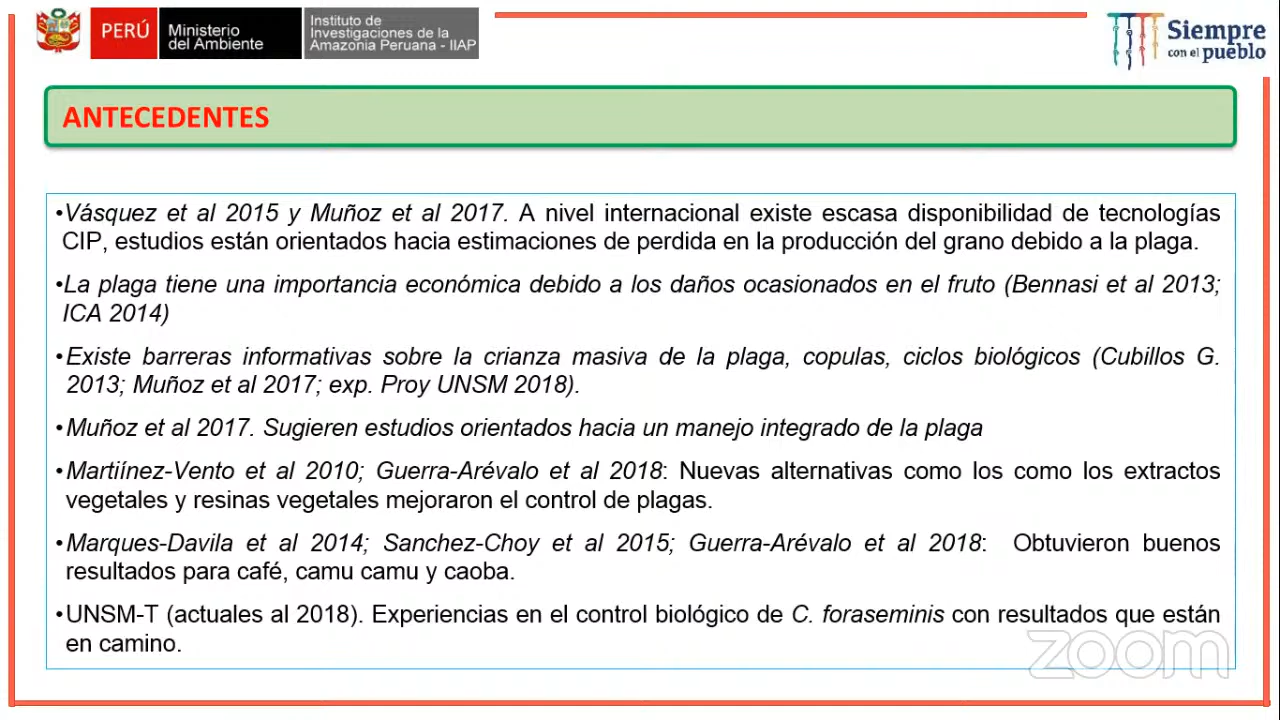 PERÚ
Ministerio
del Ambiente
Instituto de
Investigaciones de la
Amazonía Peruana - IIAP
Siempre
con el pueblo
ANTECEDENTES
•Vásquez et al 2015 y Muñoz et al 2017. A nivel internacional existe escasa disponibilidad de tecnologías
CIP, estudios están orientados hacia estimaciones de perdida en la producción del grano debido a la plaga.
•La plaga tiene una importancia económica debido a los daños ocasionados en el fruto (Bennasi et al 2013;
ICA 2014)
•Existe barreras informativas sobre la crianza masiva de la plaga, copulas, ciclos biológicos (Cubillos G.
2013; Muñoz et al 2017; exp. Proy UNSM 2018).
•Muñoz et al 2017. Sugieren estudios orientados hacia un manejo integrado de la plaga
•Martiínez-Vento et al 2010; Guerra-Arévalo et al 2018: Nuevas alternativas como los como los extractos
vegetales y resinas vegetales mejoraron el control de plagas.
•Marques-Davila et al 2014; Sanchez-Choy et al 2015; Guerra-Arévalo et al 2018: Obtuvieron buenos
resultados para café, camu camu y caoba.
•UNSM-T (actuales al 2018). Experiencias en el control biológico de C. foraseminis con resultados que están
en camino.
zoom